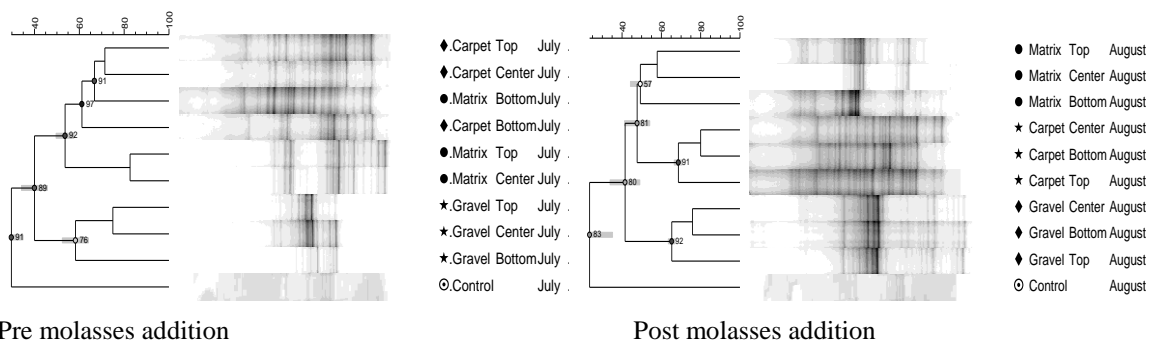 40
60
80
100
91
97
92
89
76
91
.Carpet Top July .
.Carpet Center July .
.Matrix Bottom July .
.Carpet Bottom July .
.Matrix Top July .
.Matrix Center July .
.Gravel Top July .
.Gravel Center July .
.Gravel Bottom July .
.Control July .
Pre molasses addition
40
60
80
100
57
81
91
80
92
83
Matrix Top August
Matrix Center August
Matrix Bottom August
Carpet Center August
Carpet Bottom August
Carpet Top August
Gravel Center August
Gravel Bottom August
Gravel Top August
Control August
Post molasses addition